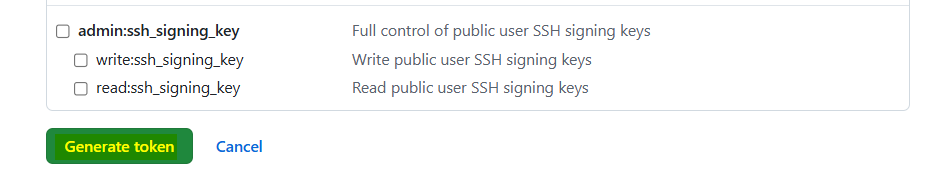 admin:ssh_signing_key Full control of public user SSH signing keys
write:ssh_signing_key Write public user SSH signing keys
read:ssh_signing_key Read public user SSH signing keys
Generate token Cancel